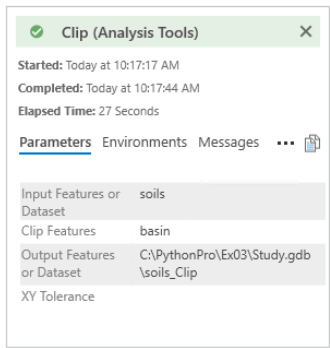 Clip (Analysis Tools)
Started: Today at 10:17:17 AM
Completed: Today at 10:17:44 AM
Elapsed Time: 27 Seconds
Parameters Environments Messages
Input Features or Dataset soils
Clip Features basin
Output Features or Dataset C:\PythonPro\Ex03\Study.gdb\soils_Clip
XY Tolerance